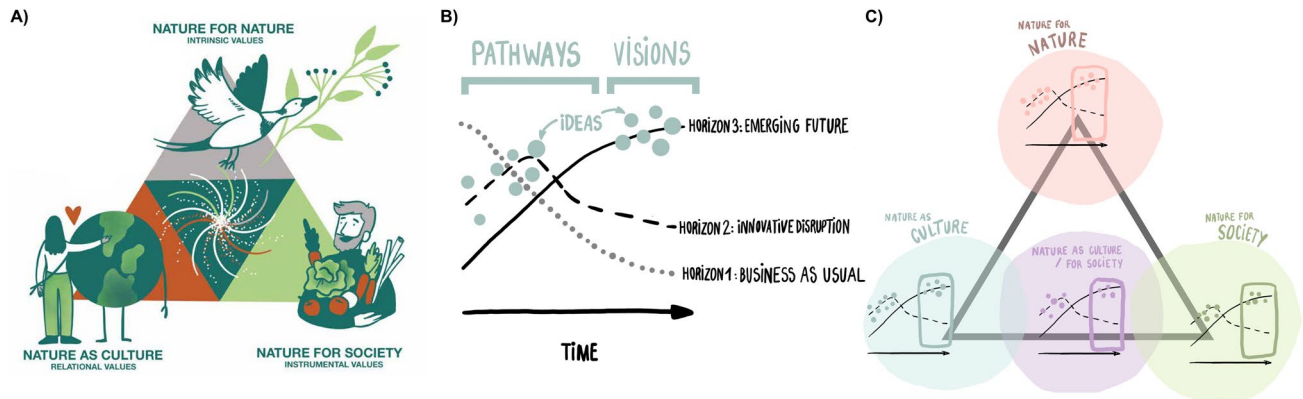 A)
NATURE FOR NATURE
INTRINSIC VALUES
NATURE AS CULTURE
RELATIONAL VALUES
NATURE FOR SOCIETY
INSTRUMENTAL VALUES
B)
PATHWAYS
VISIONS
iDEAS
HORIZON 3: EMERGING FUTURE
HORIZON 2: INNOVATIVE DISRUPTION
HORIZON 1: BUSINESS AS USUAL
TiME
C)
NATURE FOR
NATURE
NATURE AS
CULTURE
NATURE AS CULTURE
/ FOR SOCIETY
NATURE FOR
SOCIETY